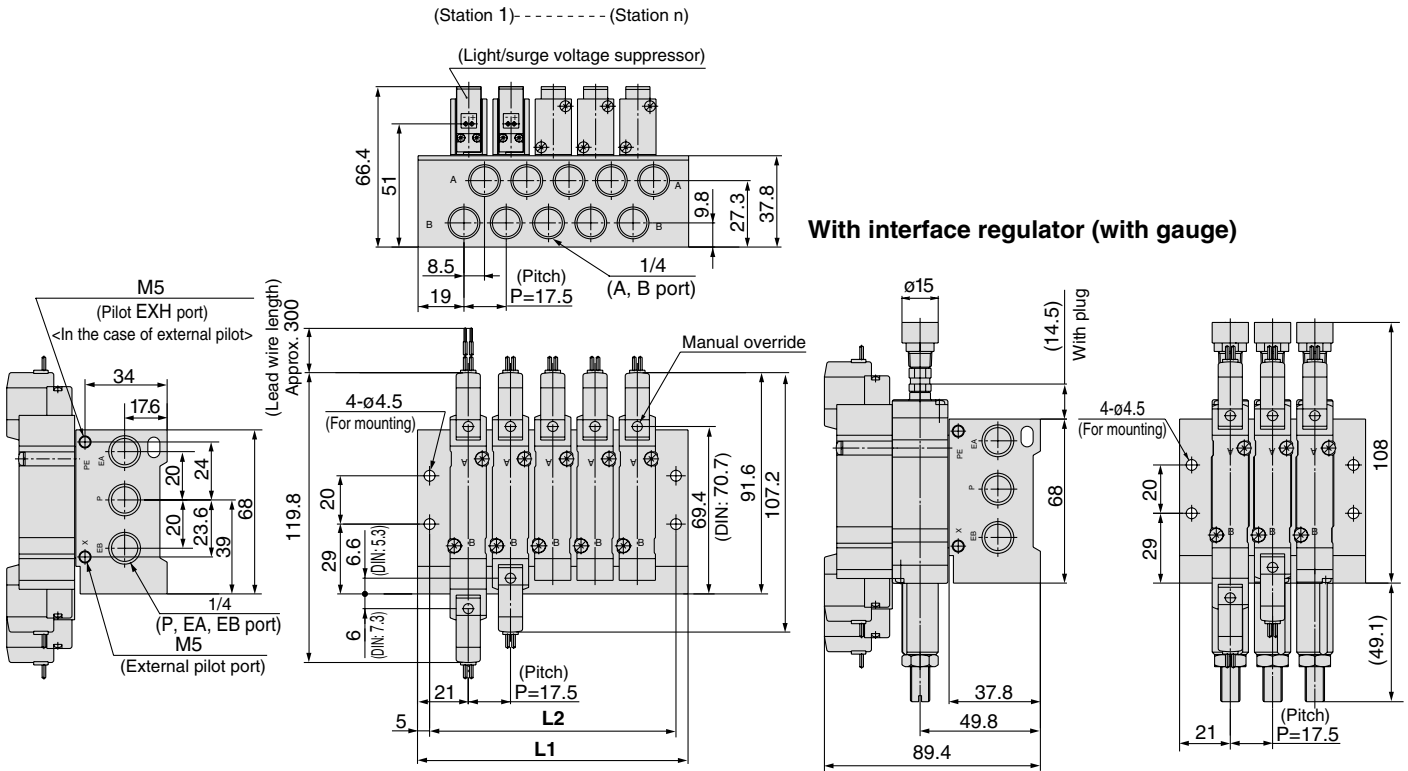 (Station 1)---------(Station n)
(Light/surge voltage suppressor)
66.4
51
A
A
B
B
9.8
27.3
37.8
8.5
(Pitch)
19
P=17.5
1/4
(A, B port)
With interface regulator (with gauge)
M5
(Pilot EXH port)
<In the case of external pilot>
34
17.6
PE
EA
P
X
EB
20
24
20
23.6
39
68
1/4
(P, EA, EB port)
M5
(External pilot port)
(Lead wire length)
Approx. 300
Manual override
4-ø4.5
(For mounting)
119.8
20
29
6.6
(DIN: 5.3)
6
(DIN: 7.3)
A
A
A
A
A
B
B
B
B
B
69.4
(DIN: 70.7)
91.6
107.2
(Pitch)
21
P=17.5
5
L2
L1
ø15
(14.5)
With plug
PE
EA
P
X
EB
68
37.8
49.8
89.4
4-ø4.5
(For mounting)
20
29
A
A
A
B
B
B
108
(49.1)
(Pitch)
21
P=17.5